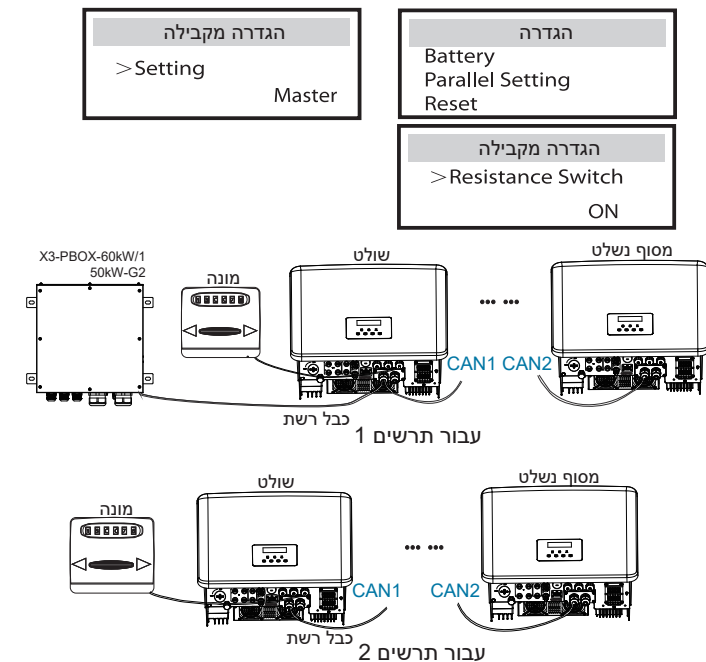 הגדרה מקבילה
>Setting
Master
הגדרה
Battery
Parallel Setting
Reset
הגדרה מקבילה
>Resistance Switch
ON
X3-PBOX-60kW/1
50kW-G2
מונה
שולט
מסוף נשלט
... ...
CAN1 CAN2
כבל רשת
עבור תרשים 1
מונה
שולט
מסוף נשלט
... ...
CAN1 CAN2
כבל רשת
עבור תרשים 2